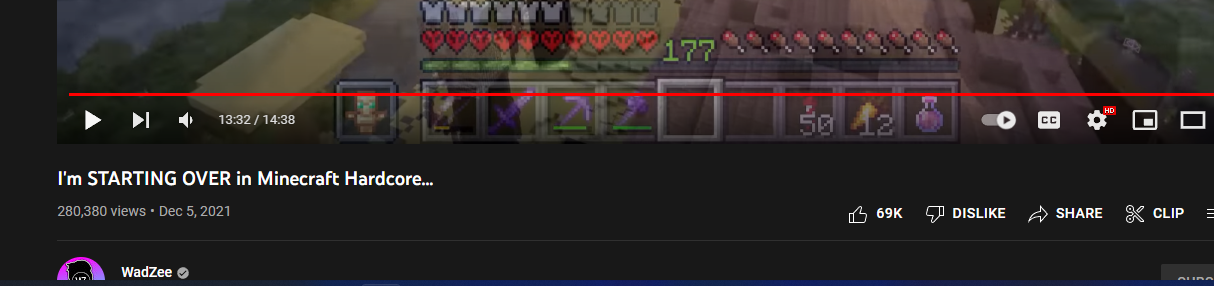 177
50 12
13:32 / 14:38
CC
HD
I'm STARTING OVER in Minecraft Hardcore...
280,380 views • Dec 5, 2021
69K DISLIKE SHARE CLIP
WadZee